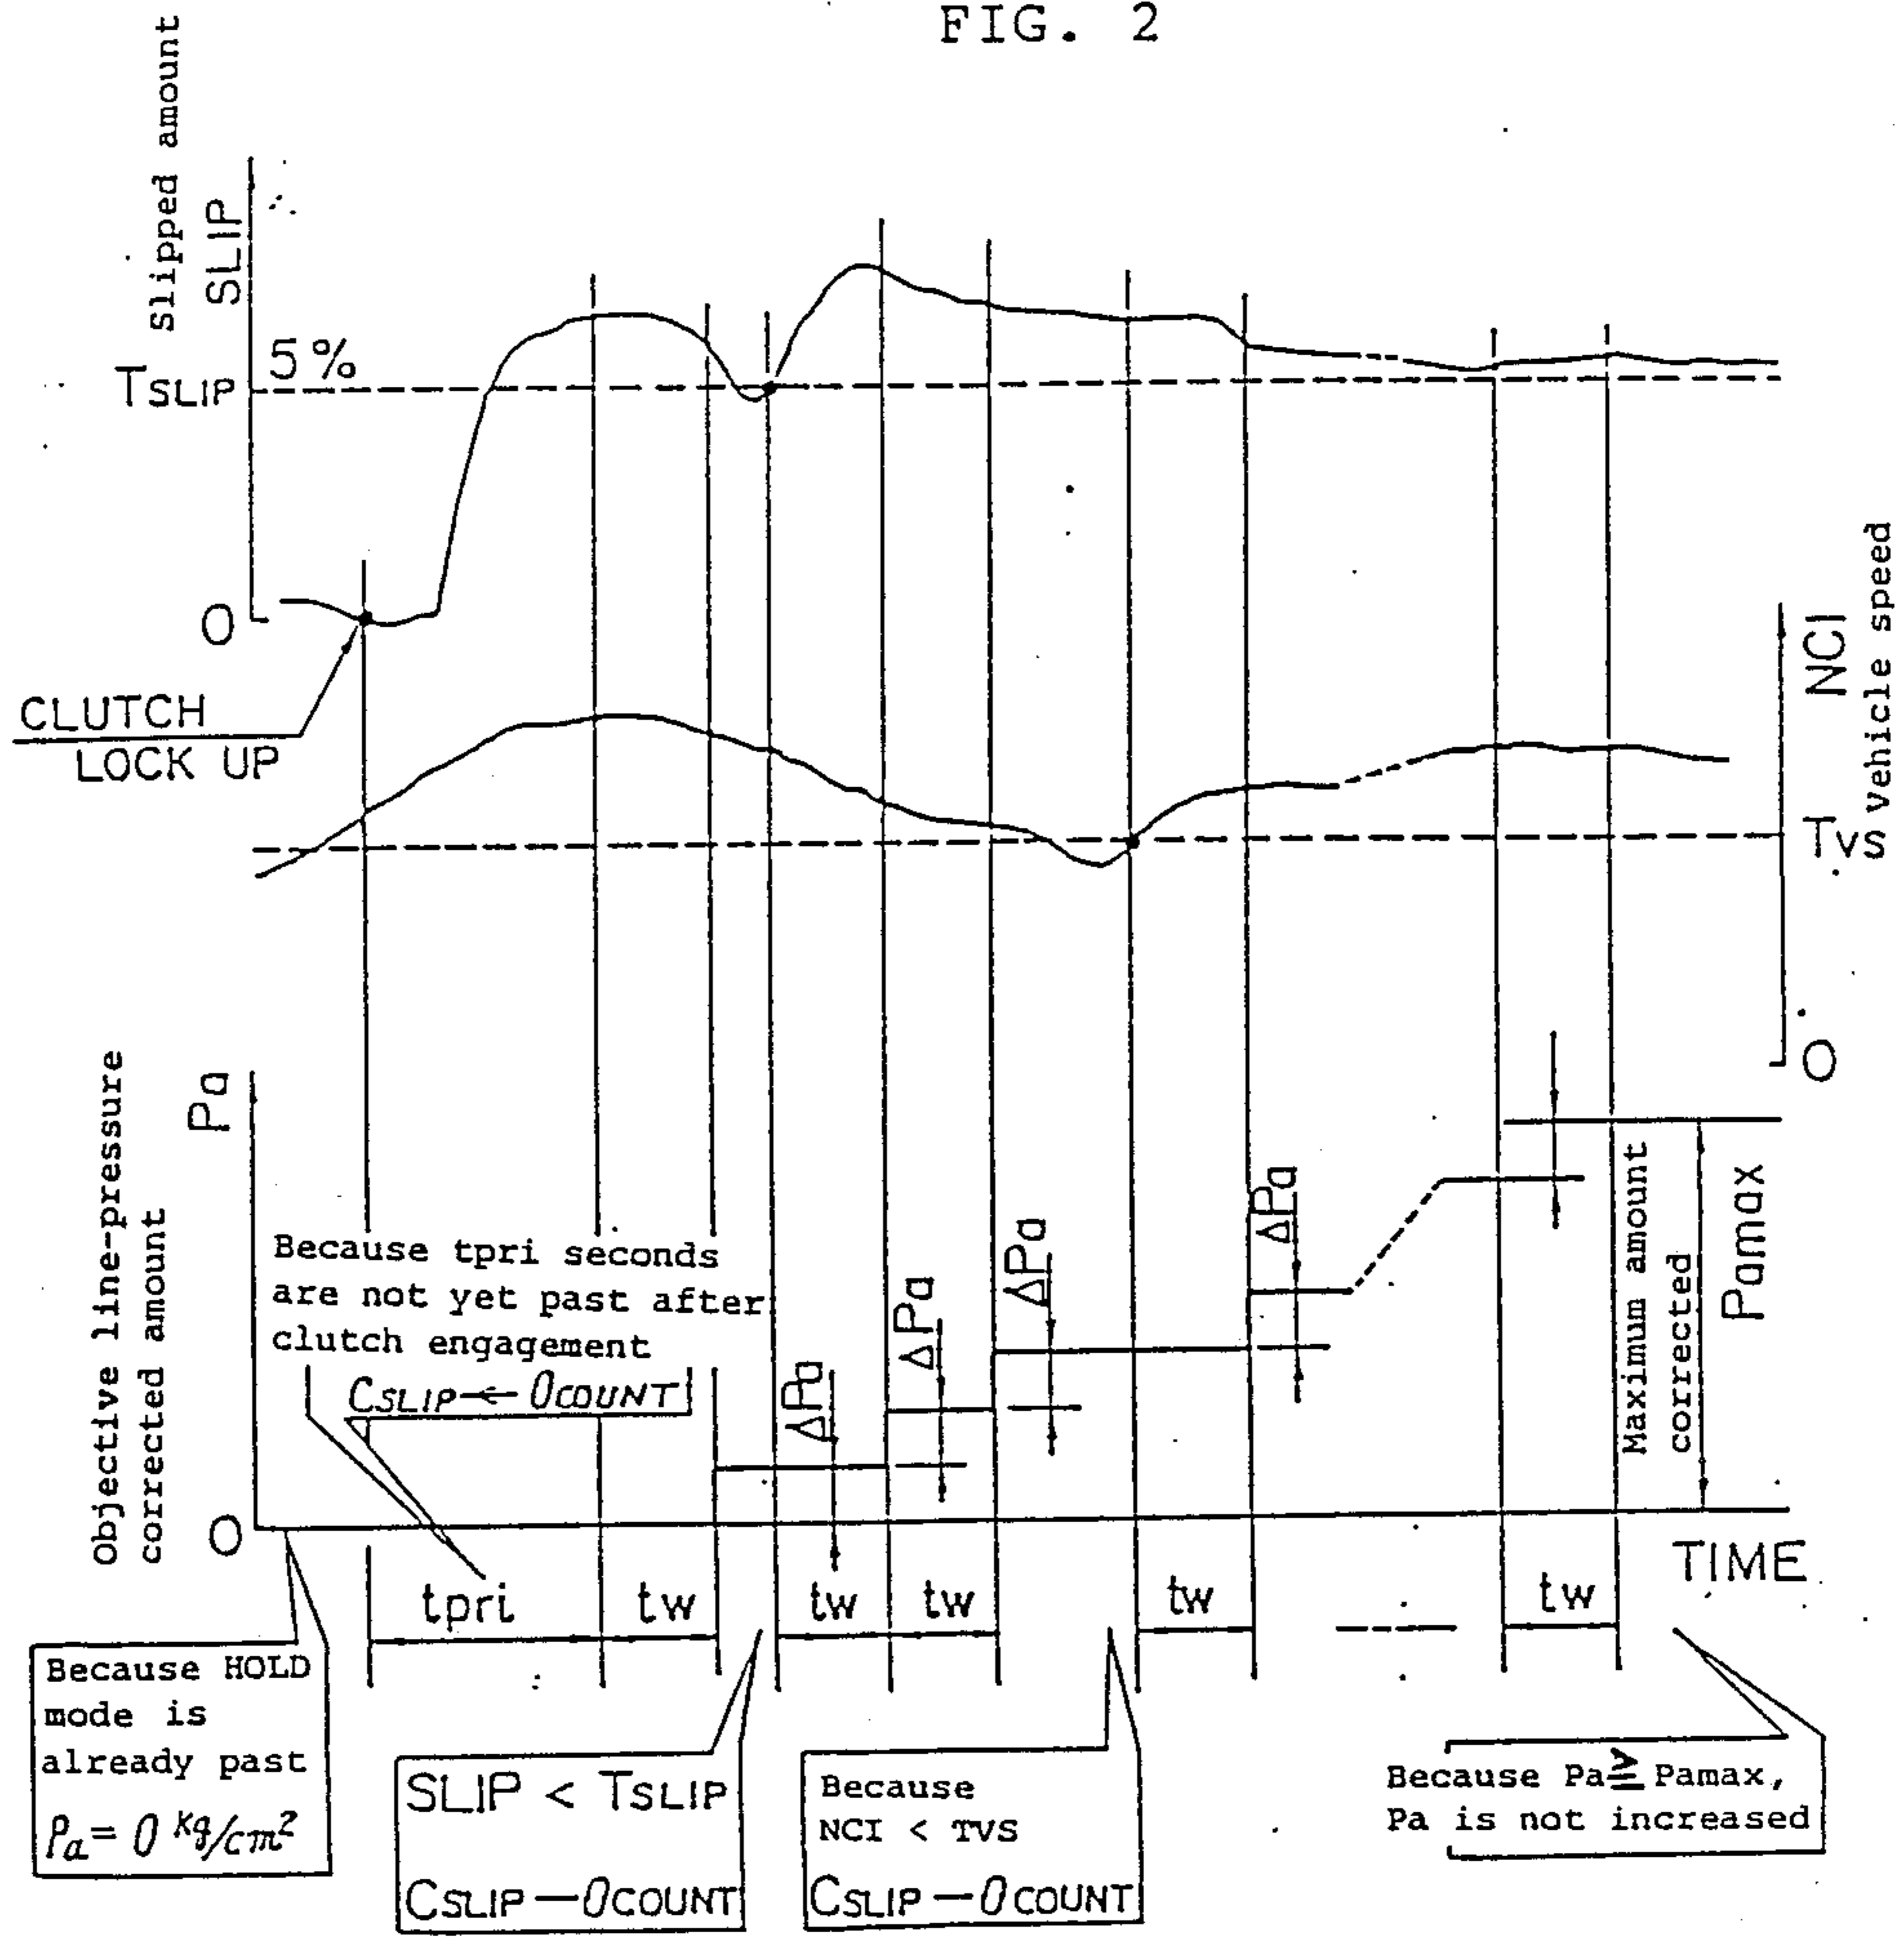 FIG. 2
Slipped amount
SLIP
5%
TSLIP
0
CLUTCH
LOCK UP
NCI
vehicle speed
TVS
0
Objective line-pressure
corrected amount
Pa
0
Because tpri seconds
are not yet past after
clutch engagement
CSLIP ← 0COUNT
ΔPa
ΔPa
ΔPa
ΔPa
Maximum amount
corrected
Pamax
TIME
tpri
tw
tw
tw
tw
tw
Because HOLD
mode is
already past
Pa = 0 Kg/cm²
SLIP < TSLIP
CSLIP — 0COUNT
Because
NCI < TVS
CSLIP — 0COUNT
Because Pa ≧ Pamax,
Pa is not increased